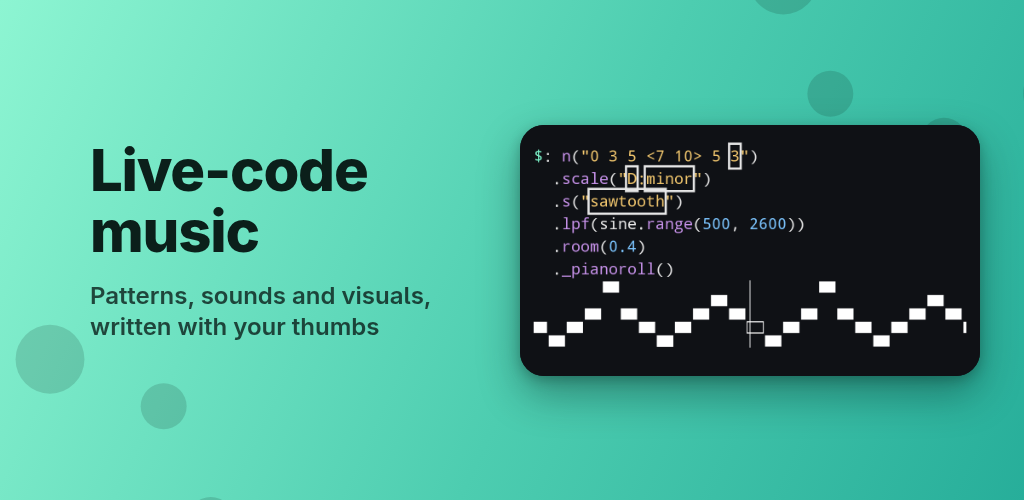 Live-code
music
Patterns, sounds and visuals,
written with your thumbs
$: n("0 3 5 <7 10> 5 3")
.scale("D:minor")
.s("sawtooth")
.lpf(sine.range(500, 2600))
.room(0.4)
._pianoroll()